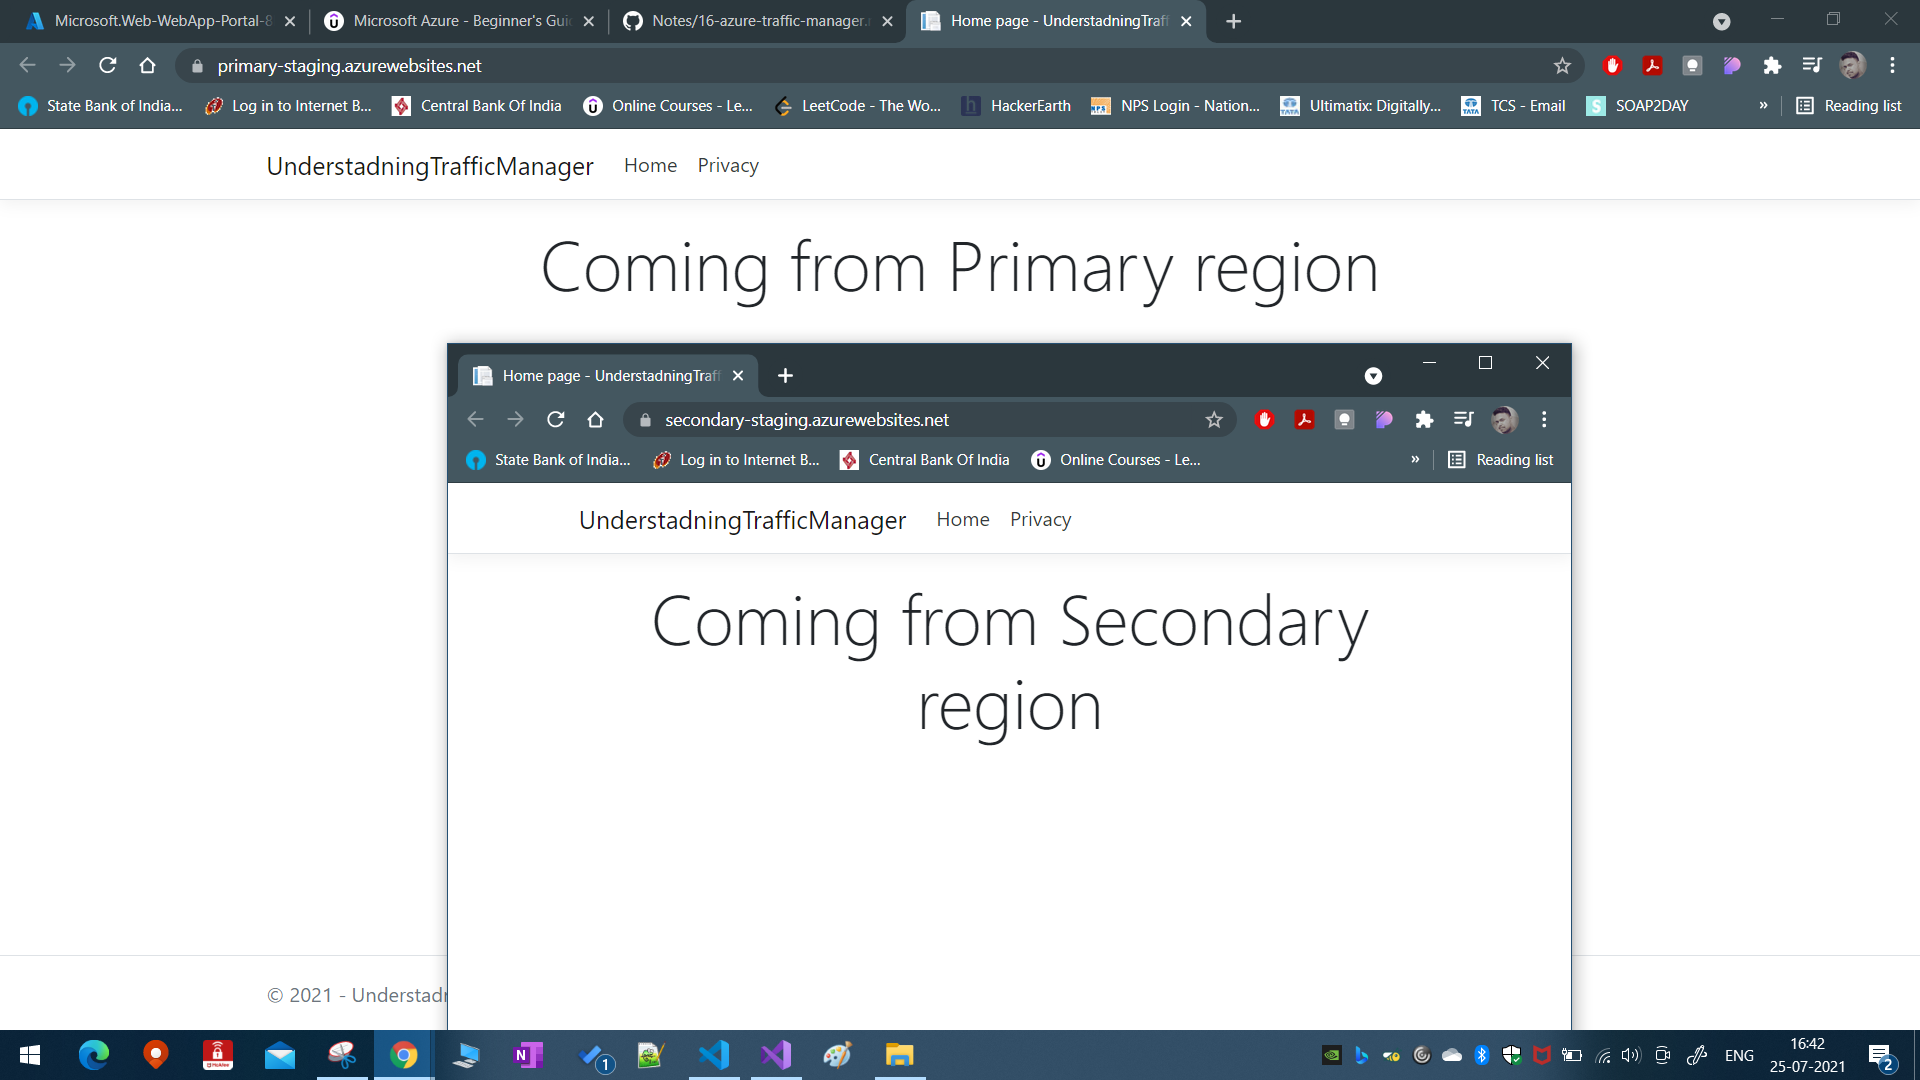 Microsoft.Web-WebApp-Portal-8
Microsoft Azure - Beginner's Gui
Notes/16-azure-traffic-manager.
Home page - UnderstadningTraff
primary-staging.azurewebsites.net
State Bank of India...
Log in to Internet B...
Central Bank Of India
Online Courses - Le...
LeetCode - The Wo...
HackerEarth
NPS Login - Nation...
Ultimatix: Digitally...
TCS - Email
SOAP2DAY
»
Reading list
UnderstadningTrafficManager Home Privacy
Coming from Primary region
Home page - UnderstadningTraff
secondary-staging.azurewebsites.net
State Bank of India...
Log in to Internet B...
Central Bank Of India
Online Courses - Le...
»
Reading list
UnderstadningTrafficManager Home Privacy
Coming from Secondary
region
© 2021 - Understadn
1
ENG
16:42
25-07-2021
2